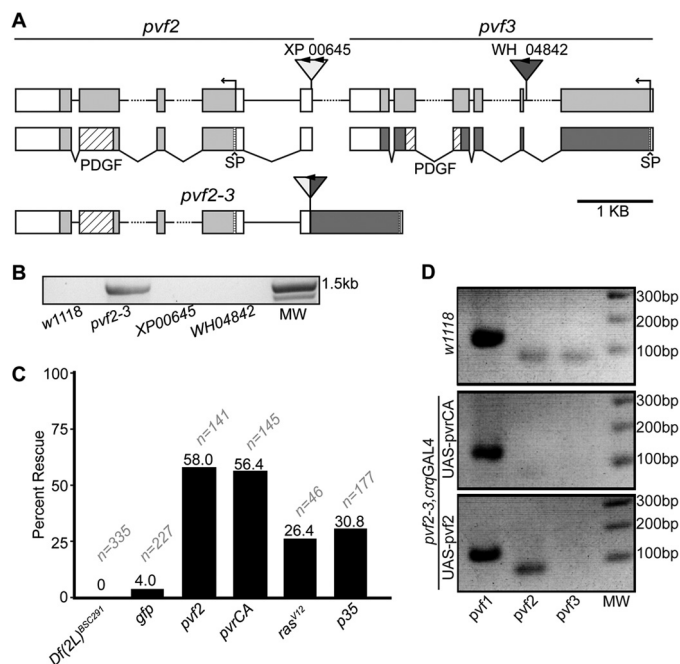 A
pvf2
pvf3
XP 00645
WH 04842
PDGF
SP
PDGF
SP
pvf2-3
1 KB
B
1.5kb
w1118
pvf2-3
XP00645
WH04842
MW
C
Percent Rescue
100
75
50
25
0
n=335
n=227
n=141
n=145
n=46
n=177
0
4.0
58.0
56.4
26.4
30.8
Df(2L)BSC291
gfp
pvf2
pvrCA
rasV12
p35
D
w1118
300bp
200bp
100bp
pvf2-3,crqGAL4
UAS-pvrCA
300bp
200bp
100bp
UAS-pvf2
300bp
200bp
100bp
pvf1
pvf2
pvf3
MW